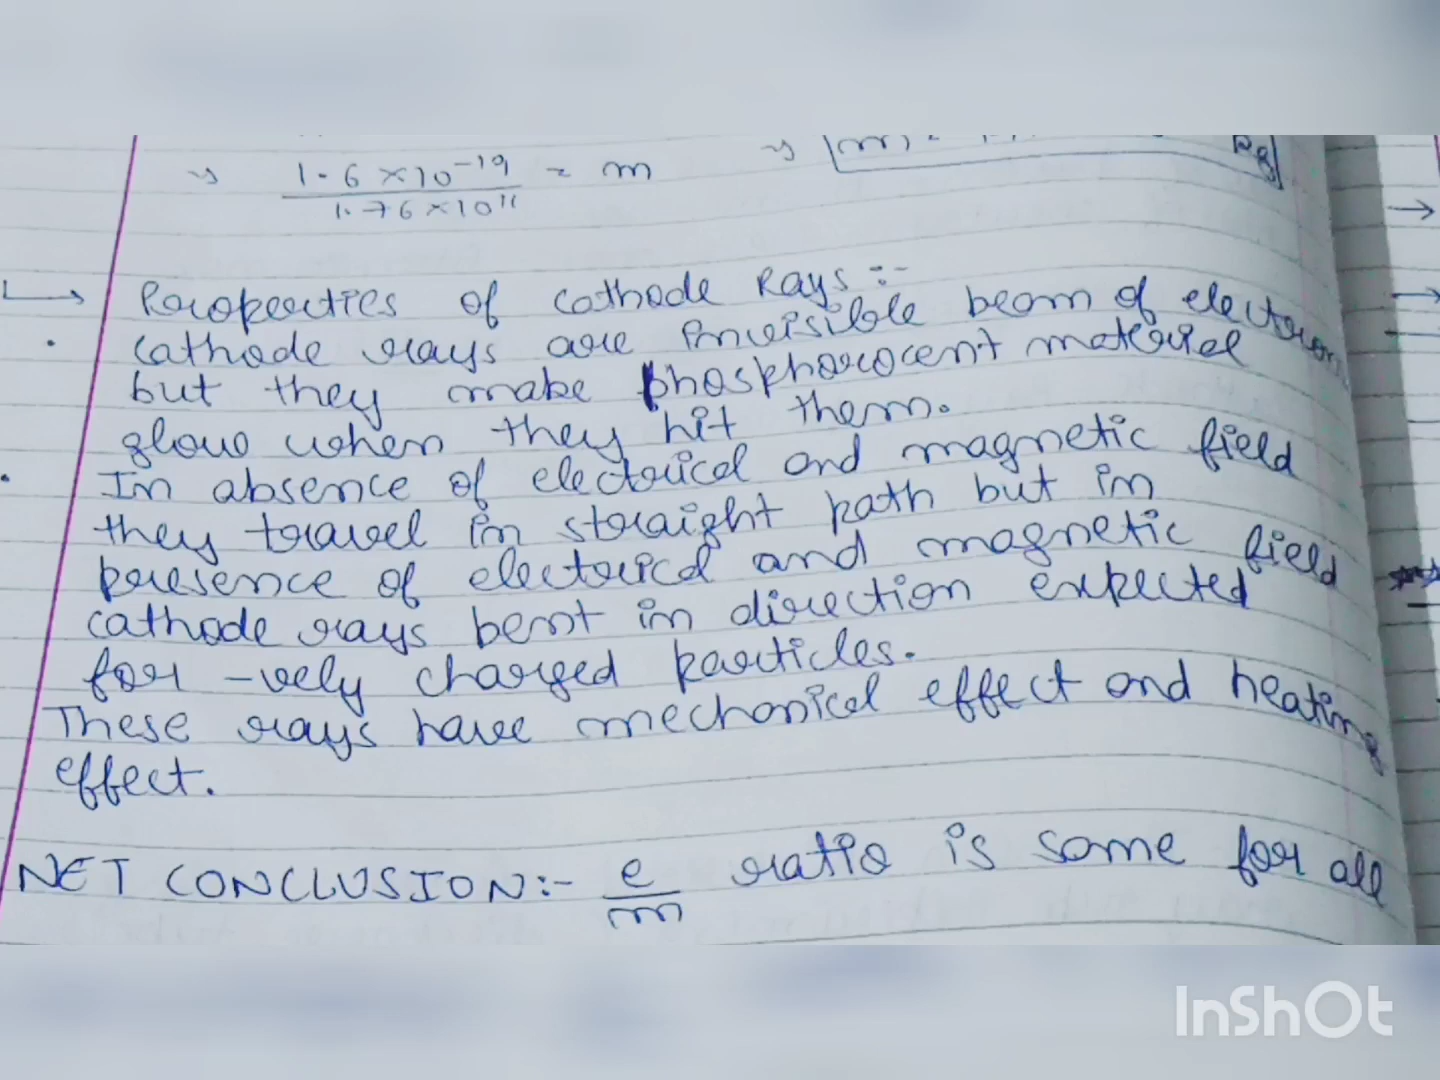 1.6 × 10⁻¹⁹ / 1.76 × 10¹¹ = m
Properties of cathode Rays :-
cathode rays are invisible beam of electron
but they make phosphorocent material
glow when they hit them.
In absence of electrical and magnetic field
they travel in straight path but in
presence of electrical and magnetic field
cathode rays bent in direction expected
for -vely charged particles.
These rays have mechanical effect and heating
effect.
NET CONCLUSION:- e/m ratio is same for all
InShOt